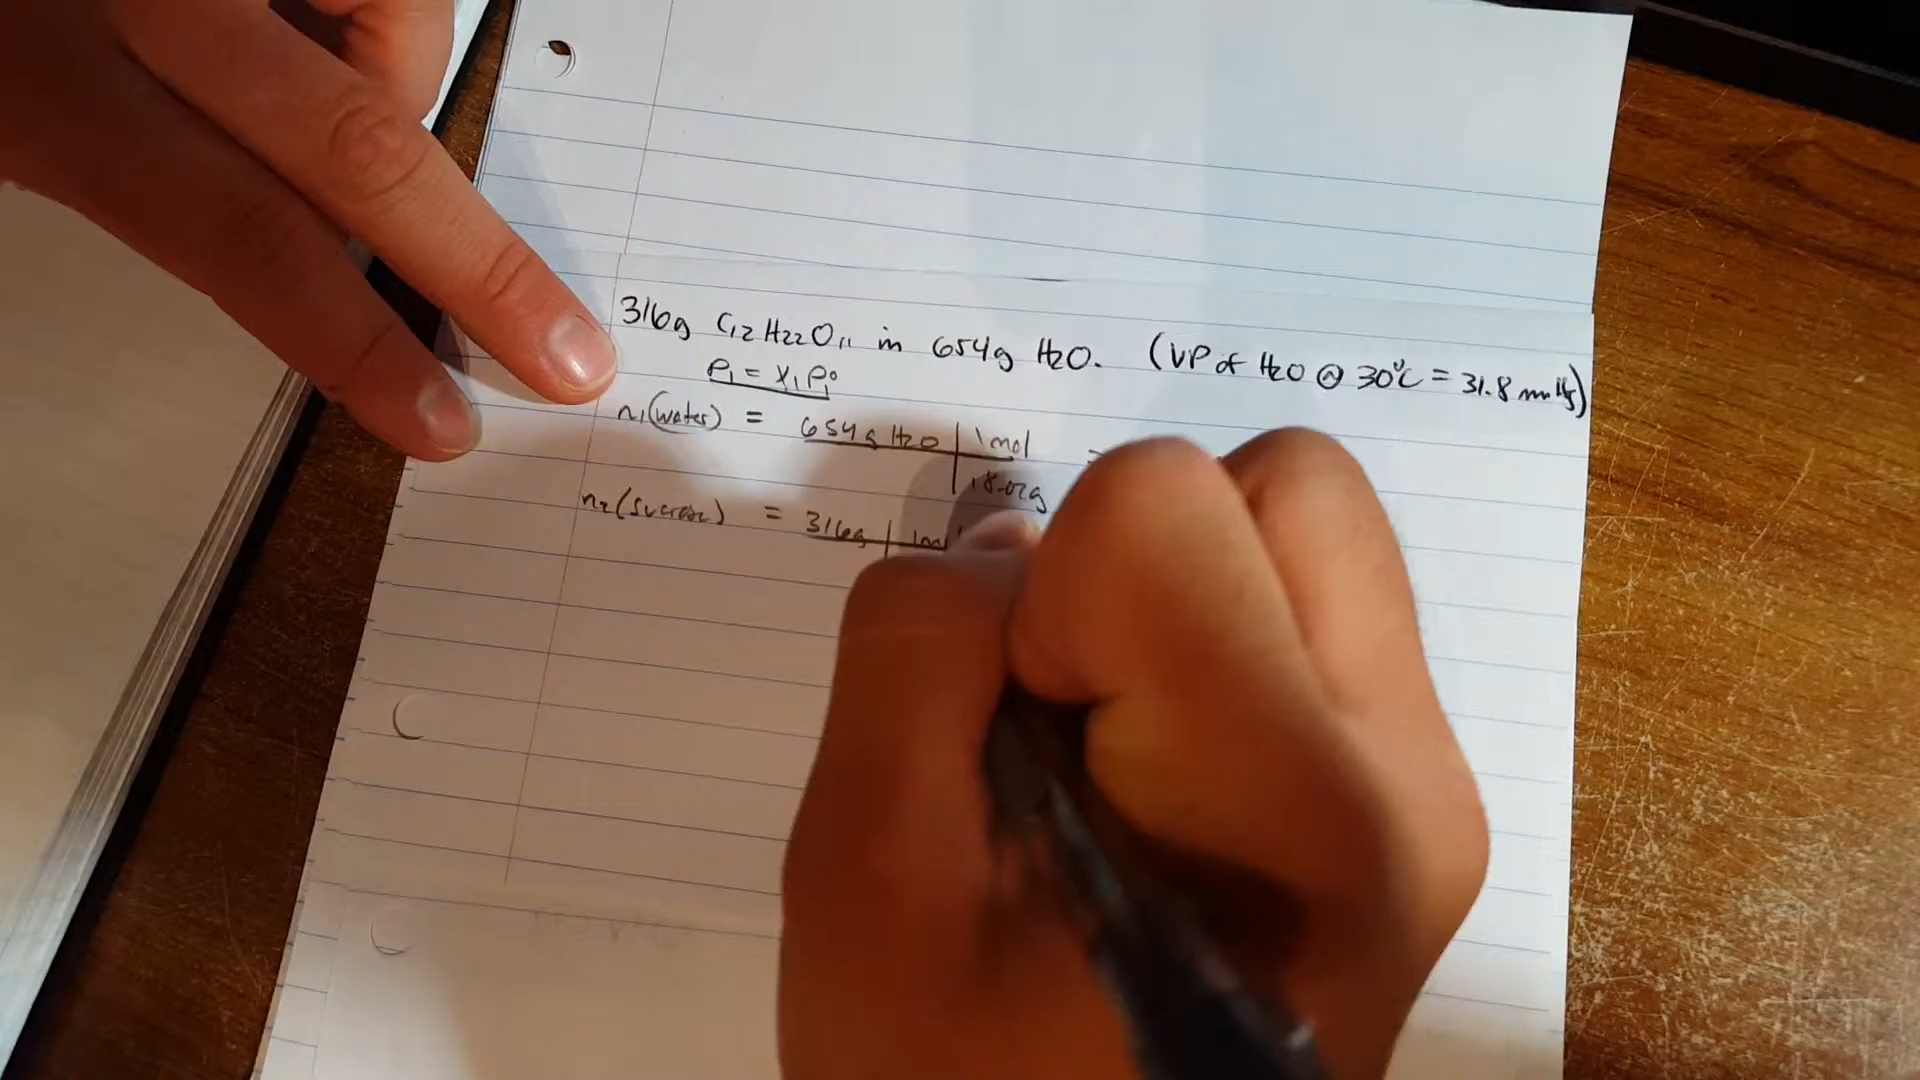 316g C12H22O11 in 654g H2O. (VP of H2O @ 30°C = 31.8 mmHg)
P1 = X1P1°
n1(water) = 654g H2O | 1mol =
18.02g
n2(sucrose) = 316g | 1mol